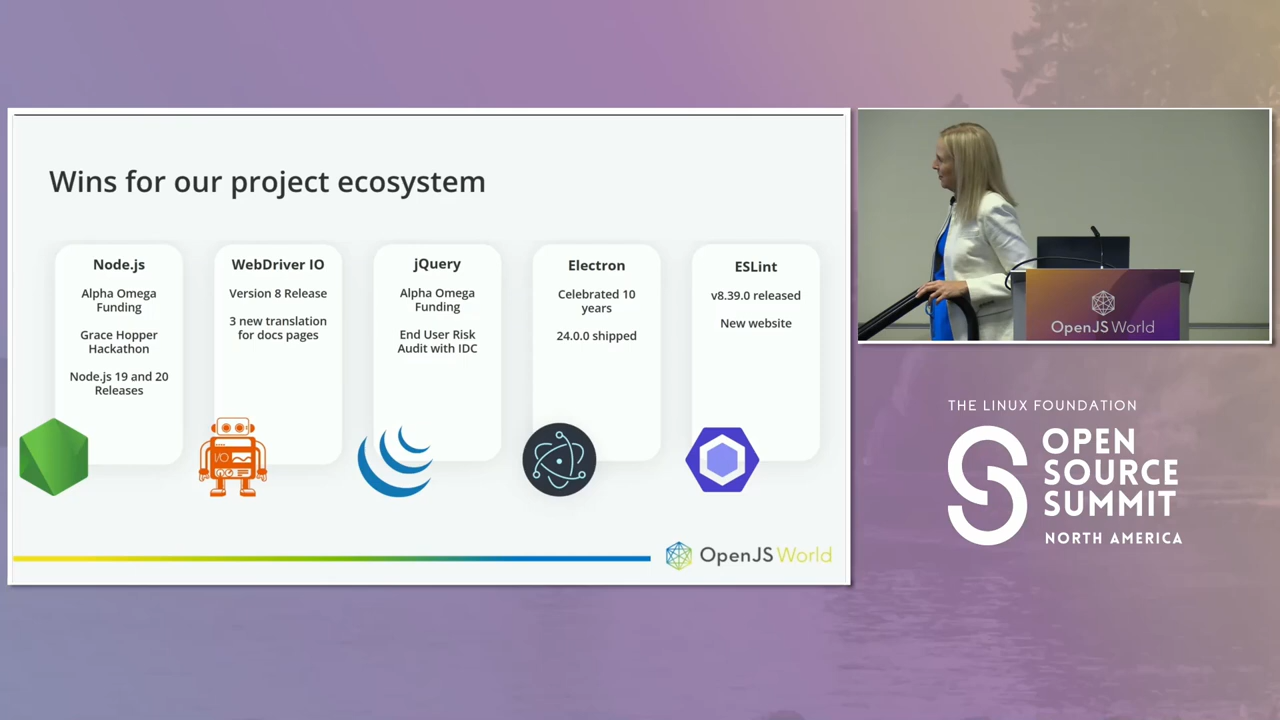 Wins for our project ecosystem
Node.js
Alpha Omega
Funding
Grace Hopper
Hackathon
Node.js 19 and 20
Releases
WebDriver IO
Version 8 Release
3 new translation
for docs pages
I/O
jQuery
Alpha Omega
Funding
End User Risk
Audit with IDC
Electron
Celebrated 10
years
24.0.0 shipped
ESLint
v8.39.0 released
New website
OpenJS World
OpenJS World
THE LINUX FOUNDATION
OPEN
SOURCE
SUMMIT
NORTH AMERICA